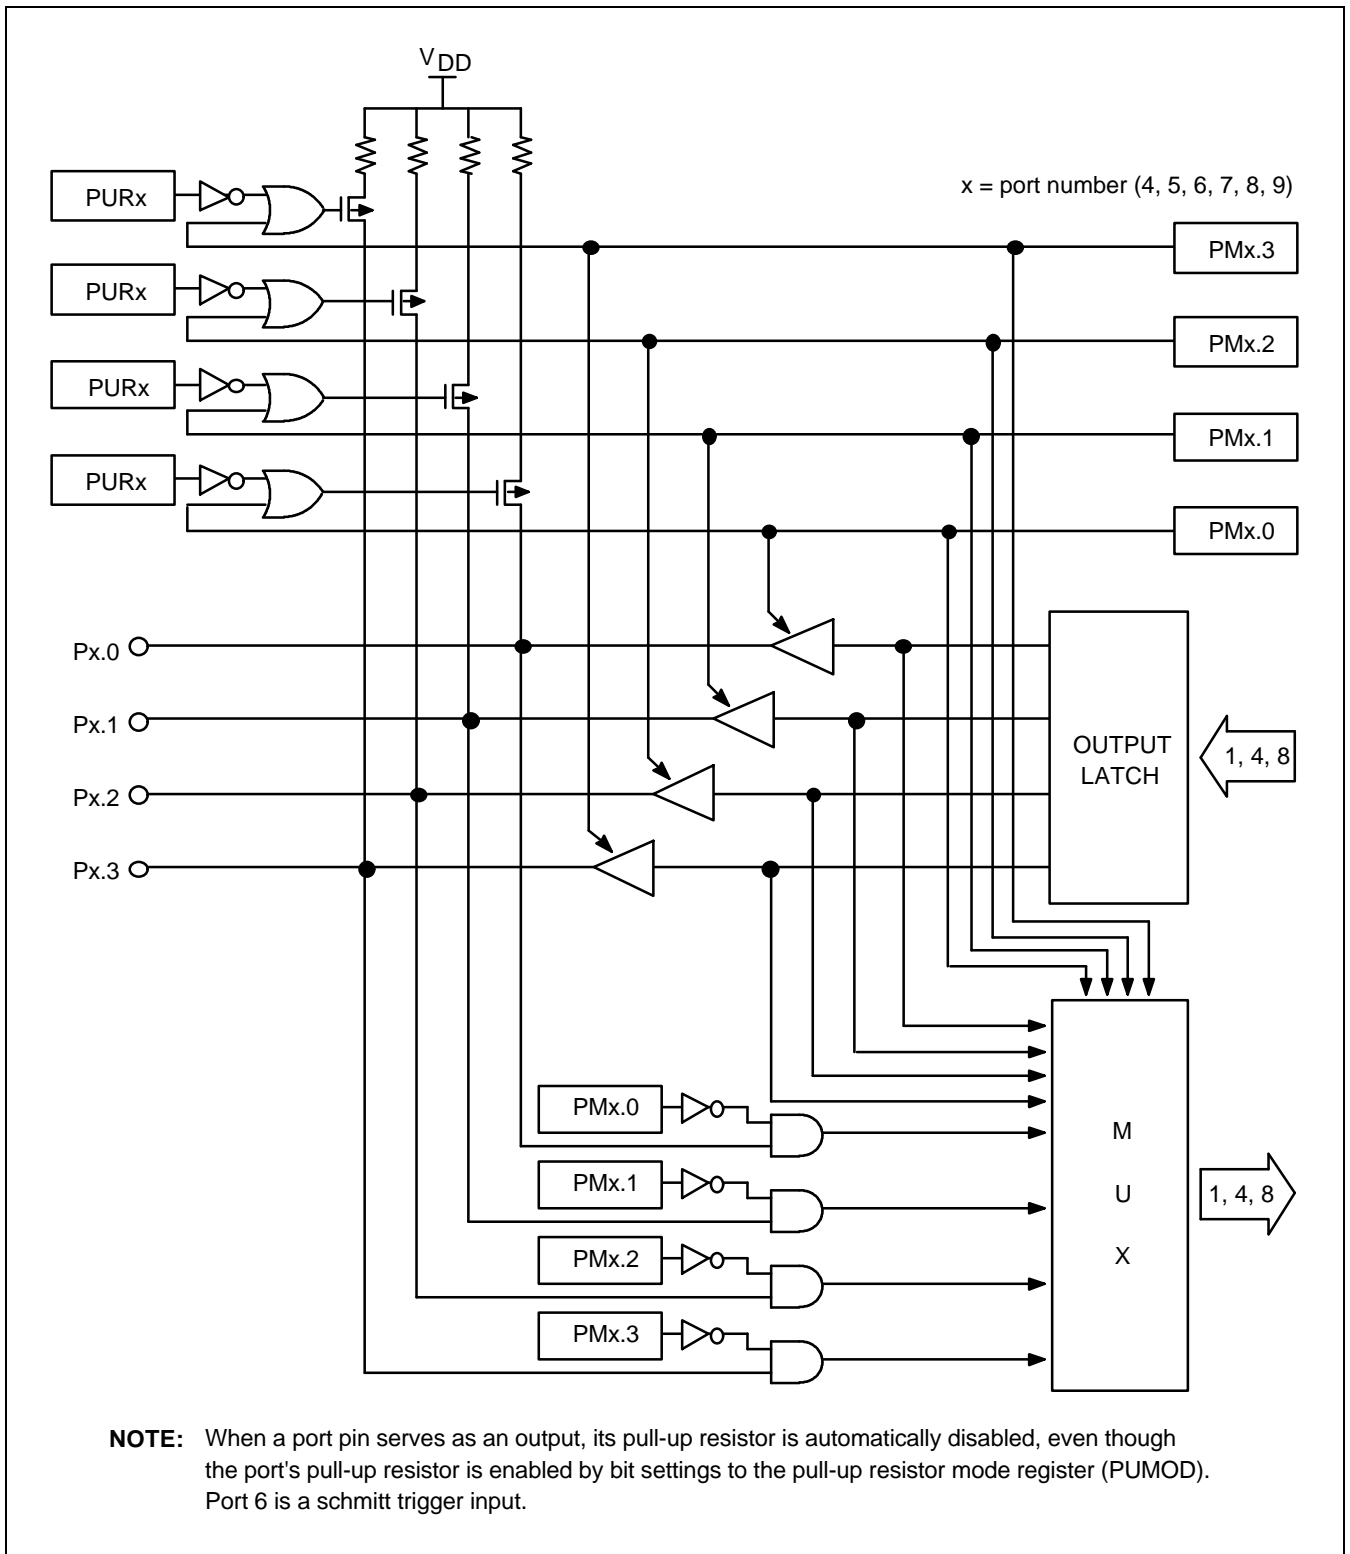 VDD
x = port number (4, 5, 6, 7, 8, 9)
PURx
PMx.3
PURx
PMx.2
PURx
PMx.1
PURx
PMx.0
Px.0
Px.1
Px.2
Px.3
OUTPUT
LATCH
1, 4, 8
PMx.0
PMx.1
PMx.2
PMx.3
M
U
X
1, 4, 8
NOTE: When a port pin serves as an output, its pull-up resistor is automatically disabled, even though
the port's pull-up resistor is enabled by bit settings to the pull-up resistor mode register (PUMOD).
Port 6 is a schmitt trigger input.